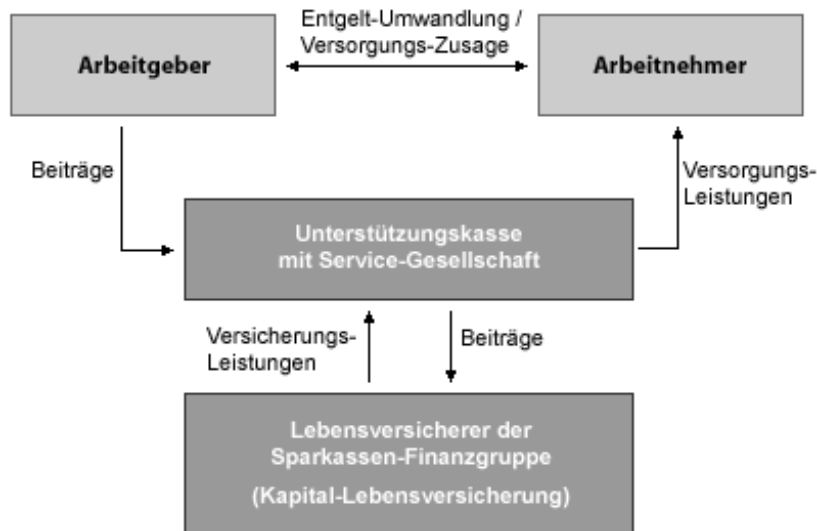 Entgelt-Umwandlung /
Versorgungs-Zusage
Arbeitgeber
Arbeitnehmer
Beiträge
Versorgungs-
Leistungen
Unterstützungskasse
mit Service-Gesellschaft
Versicherungs-
Leistungen
Beiträge
Lebensversicherer der
Sparkassen-Finanzgruppe
(Kapital-Lebensversicherung)